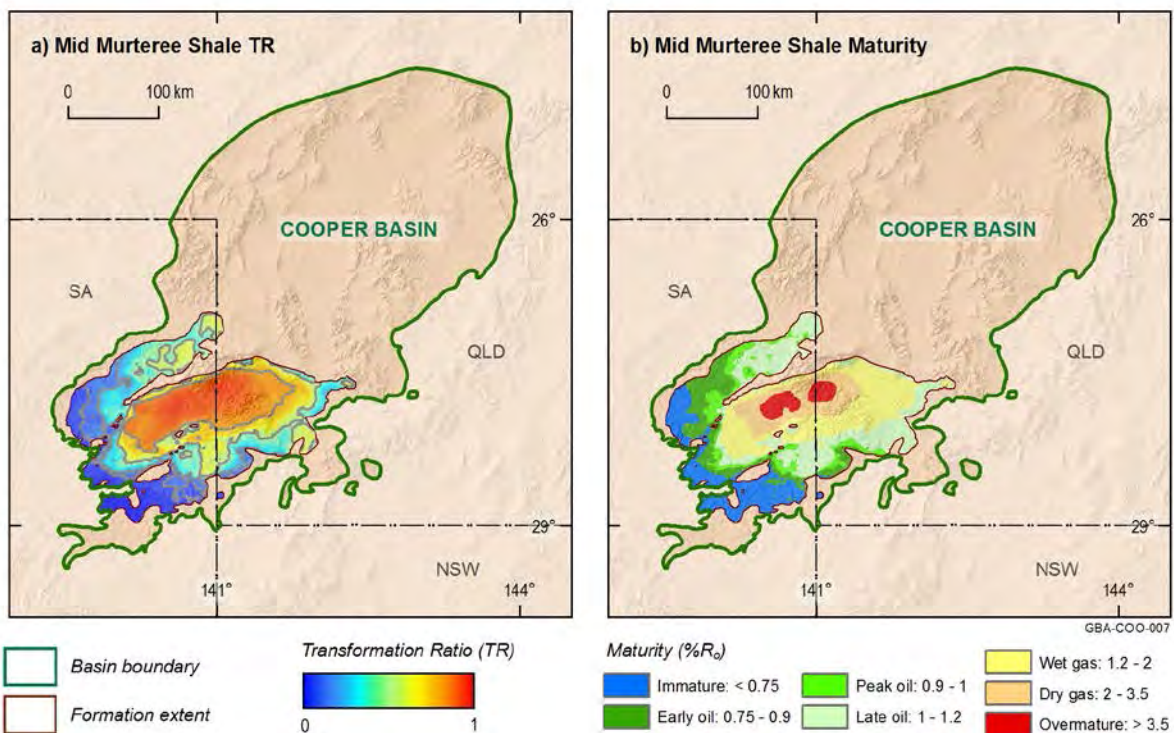 a) Mid Murteree Shale TR
0 100 km
COOPER BASIN
26°
SA
QLD
29°
NSW
141°
144°
b) Mid Murteree Shale Maturity
0 100 km
COOPER BASIN
26°
SA
QLD
29°
NSW
141°
144°
GBA-COO-007
Basin boundary
Formation extent
Transformation Ratio (TR)
0 1
Maturity (%Ro)
Immature: < 0.75
Early oil: 0.75 - 0.9
Peak oil: 0.9 - 1
Late oil: 1 - 1.2
Wet gas: 1.2 - 2
Dry gas: 2 - 3.5
Overmature: > 3.5